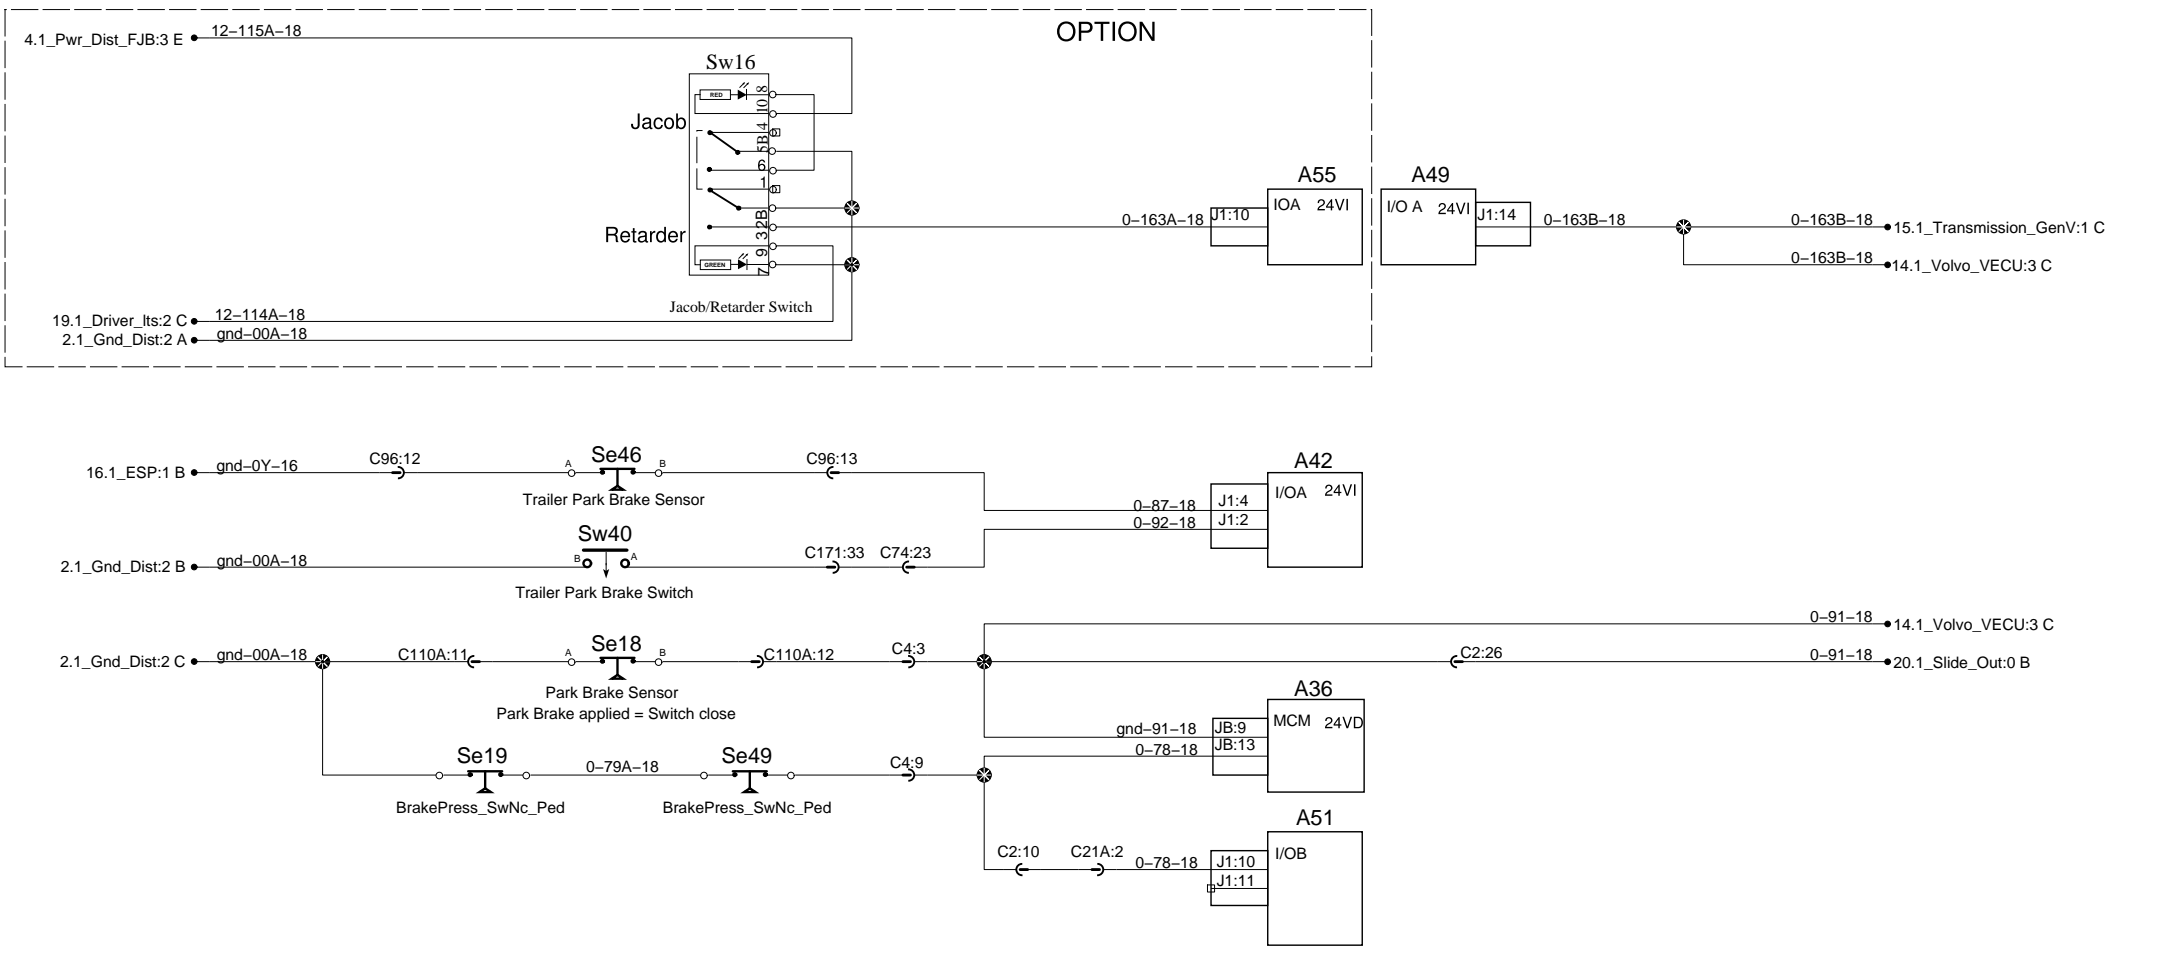 OPTION
4.1_Pwr_Dist_FJB:3 E 12-115A-18
Sw16
RED
8
10
Jacob
4
5B
6
1
2B
3
Retarder
9
GREEN
7
Jacob/Retarder Switch
19.1_Driver_lts:2 C 12-114A-18
2.1_Gnd_Dist:2 A gnd-00A-18
A55
IOA 24VI
0-163A-18 J1:10
A49
I/O A 24VI
J1:14 0-163B-18
0-163B-18 15.1_Transmission_GenV:1 C
0-163B-18 14.1_Volvo_VECU:3 C
16.1_ESP:1 B gnd-0Y-16 C96:12 A Se46 B C96:13
Trailer Park Brake Sensor
A42
I/OA 24VI
0-87-18 J1:4
0-92-18 J1:2
2.1_Gnd_Dist:2 B gnd-00A-18 B Sw40 A C171:33 C74:23
Trailer Park Brake Switch
0-91-18 14.1_Volvo_VECU:3 C
2.1_Gnd_Dist:2 C gnd-00A-18 C110A:11 A Se18 B C110A:12 C4:3 C2:26 0-91-18 20.1_Slide_Out:0 B
Park Brake Sensor
Park Brake applied = Switch close
A36
MCM 24VD
gnd-91-18 JB:9
0-78-18 JB:13
Se19 0-79A-18 Se49 C4:9
BrakePress_SwNc_Ped BrakePress_SwNc_Ped
A51
I/OB
C2:10 C21A:2 0-78-18 J1:10
J1:11